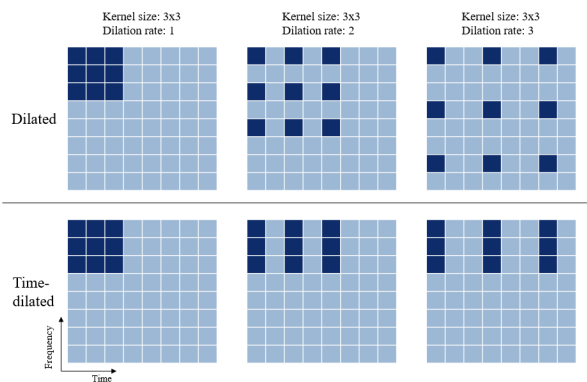 Kernel size: 3x3
Dilation rate: 1
Kernel size: 3x3
Dilation rate: 2
Kernel size: 3x3
Dilation rate: 3
Dilated
Time-
dilated
Frequency
Time